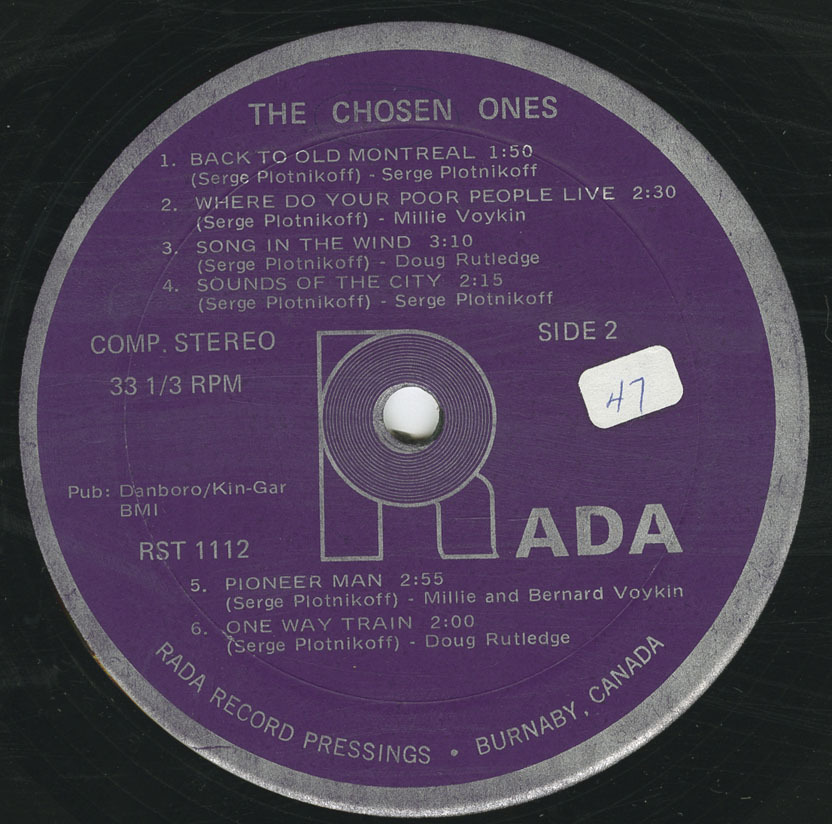 THE CHOSEN ONES
1. BACK TO OLD MONTREAL 1:50
(Serge Plotnikoff) - Serge Plotnikoff
2. WHERE DO YOUR POOR PEOPLE LIVE 2:30
(Serge Plotnikoff) - Millie Voykin
3. SONG IN THE WIND 3:10
(Serge Plotnikoff) - Doug Rutledge
4. SOUNDS OF THE CITY 2:15
(Serge Plotnikoff) - Serge Plotnikoff
COMP. STEREO
SIDE 2
33 1/3 RPM
47
Pub: Danboro/Kin-Gar
BMI
RADA
RST 1112
5. PIONEER MAN 2:55
(Serge Plotnikoff) - Millie and Bernard Voykin
6. ONE WAY TRAIN 2:00
(Serge Plotnikoff) - Doug Rutledge
RADA RECORD PRESSINGS • BURNABY, CANADA